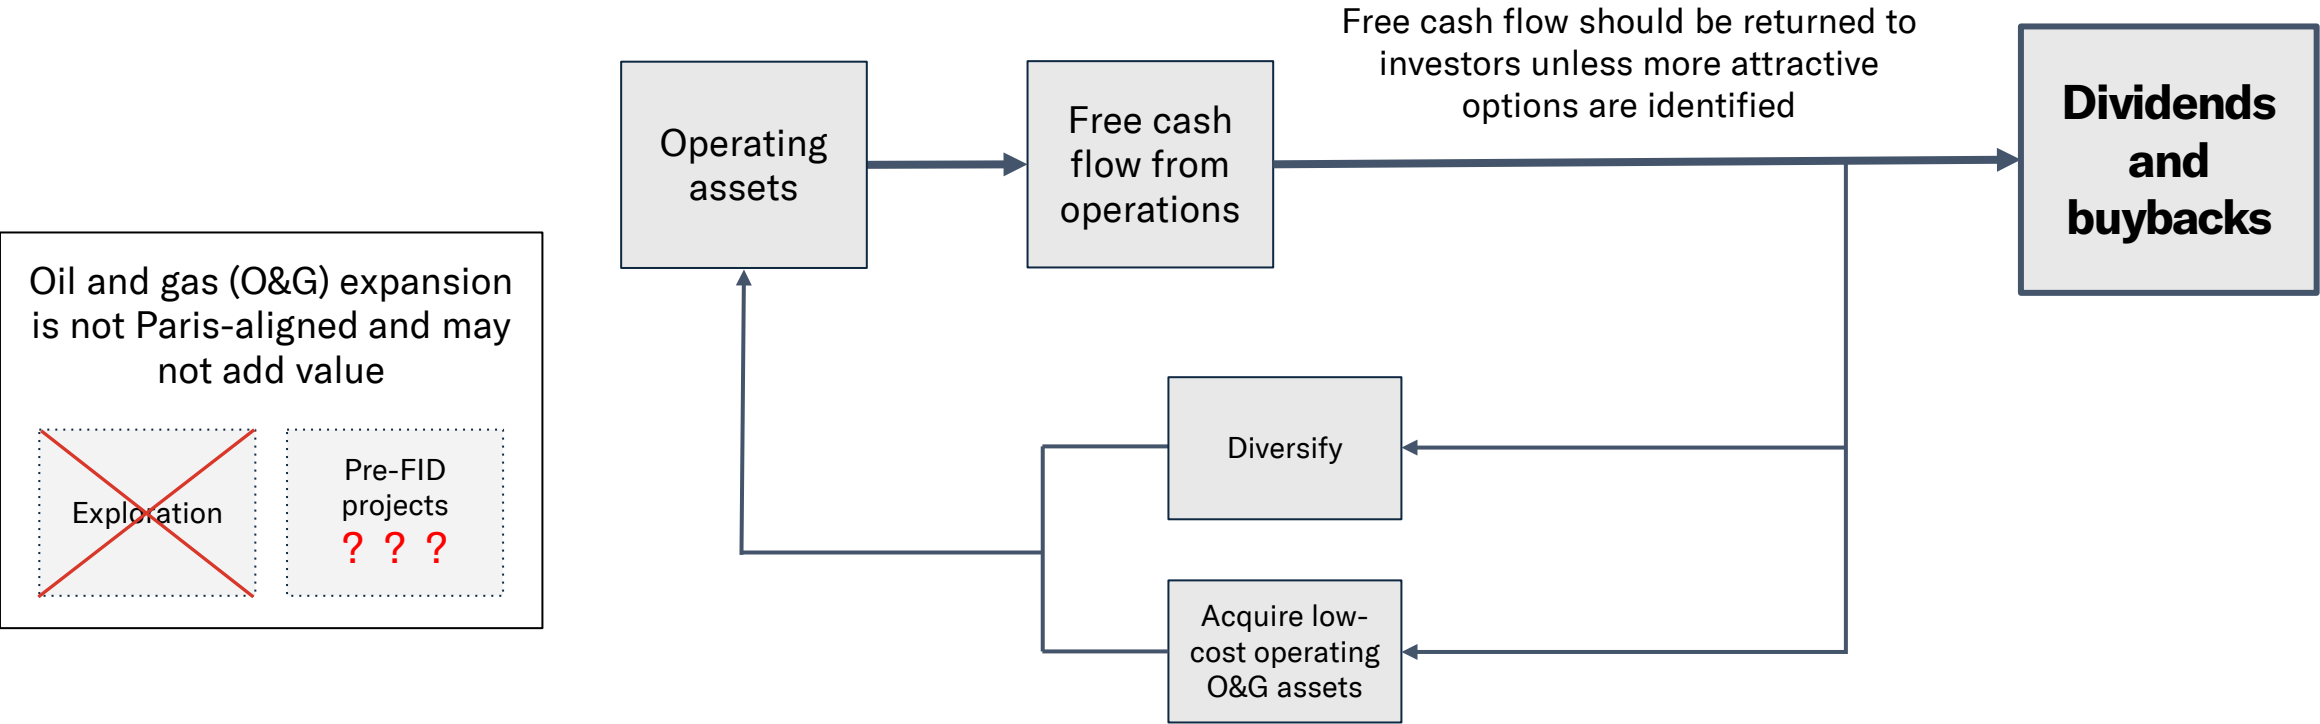 Free cash flow should be returned to
investors unless more attractive
options are identified
Operating
assets
Free cash
flow from
operations
Dividends
and
buybacks
Oil and gas (O&G) expansion
is not Paris-aligned and may
not add value
Exploration
Pre-FID
projects
? ? ?
Diversify
Acquire low-
cost operating
O&G assets